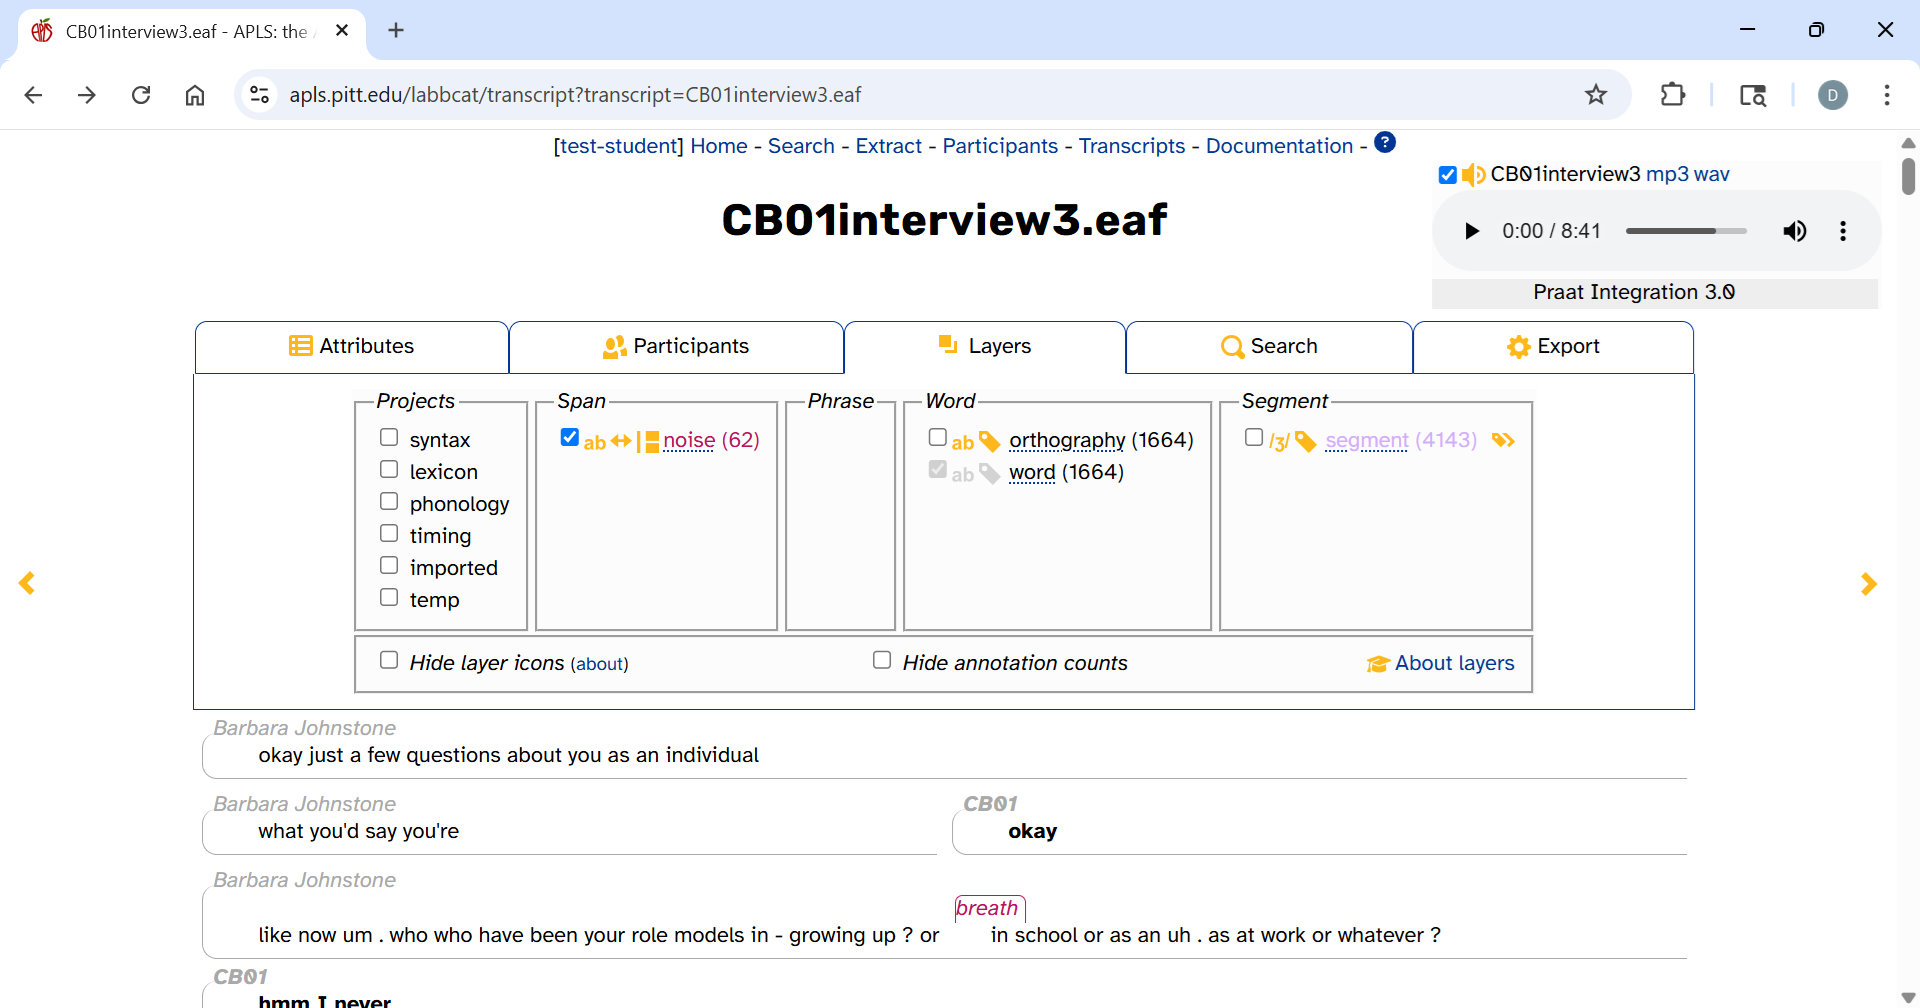 CB01interview3.eaf - APLS: the
apls.pitt.edu/labbcat/transcript?transcript=CB01interview3.eaf
D
[test-student] Home - Search - Extract - Participants - Transcripts - Documentation - ?
CB01interview3 mp3 wav
CB01interview3.eaf
0:00 / 8:41
Praat Integration 3.0
Attributes
Participants
Layers
Search
Export
Projects
syntax
lexicon
phonology
timing
imported
temp
Span
ab noise (62)
Phrase
Word
ab orthography (1664)
ab word (1664)
Segment
/ʒ/ segment (4143)
Hide layer icons (about)
Hide annotation counts
About layers
Barbara Johnstone
okay just a few questions about you as an individual
Barbara Johnstone
what you'd say you're
CB01
okay
Barbara Johnstone
breath
like now um . who who have been your role models in - growing up ? or in school or as an uh . as at work or whatever ?
CB01
hmm I never